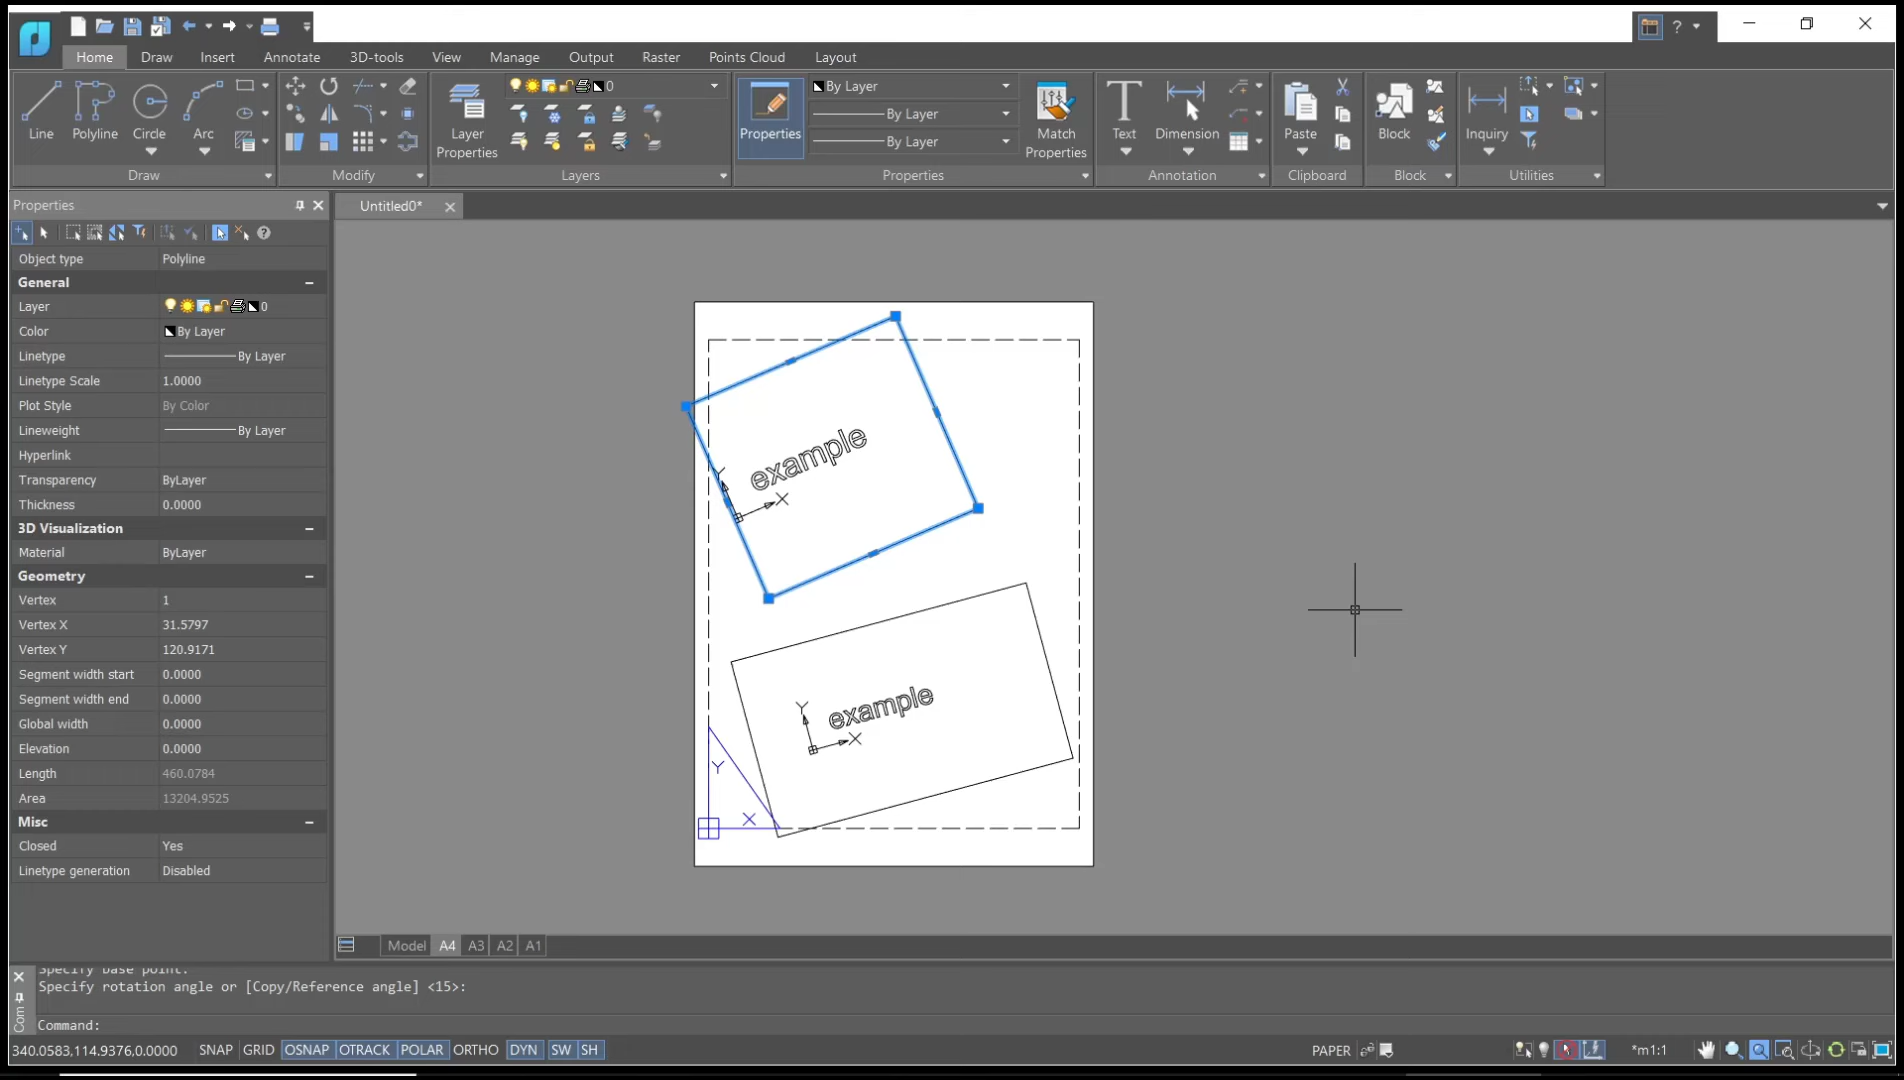 Home Draw Insert Annotate 3D-tools View Manage Output Raster Points Cloud Layout
Line Polyline Circle Arc
Draw
Modify
Layer Properties
0
Layers
Properties
By Layer
By Layer
By Layer
Match Properties
Properties
Text Dimension
Annotation
Paste
Clipboard
Block
Block
Inquiry
Utilities
?
Properties
Untitled0*
Object type Polyline
General
Layer 0
Color By Layer
Linetype By Layer
Linetype Scale 1.0000
Plot Style By Color
Lineweight By Layer
Hyperlink
Transparency ByLayer
Thickness 0.0000
3D Visualization
Material ByLayer
Geometry
Vertex 1
Vertex X 31.5797
Vertex Y 120.9171
Segment width start 0.0000
Segment width end 0.0000
Global width 0.0000
Elevation 0.0000
Length 460.0784
Area 13204.9525
Misc
Closed Yes
Linetype generation Disabled
example
Y
X
example
Y
X
Y
X
Model A4 A3 A2 A1
Specify base point:
Specify rotation angle or [Copy/Reference angle] <15>:
Command:
Com
340.0583,114.9376,0.0000 SNAP GRID OSNAP OTRACK POLAR ORTHO DYN SW SH PAPER *m1:1